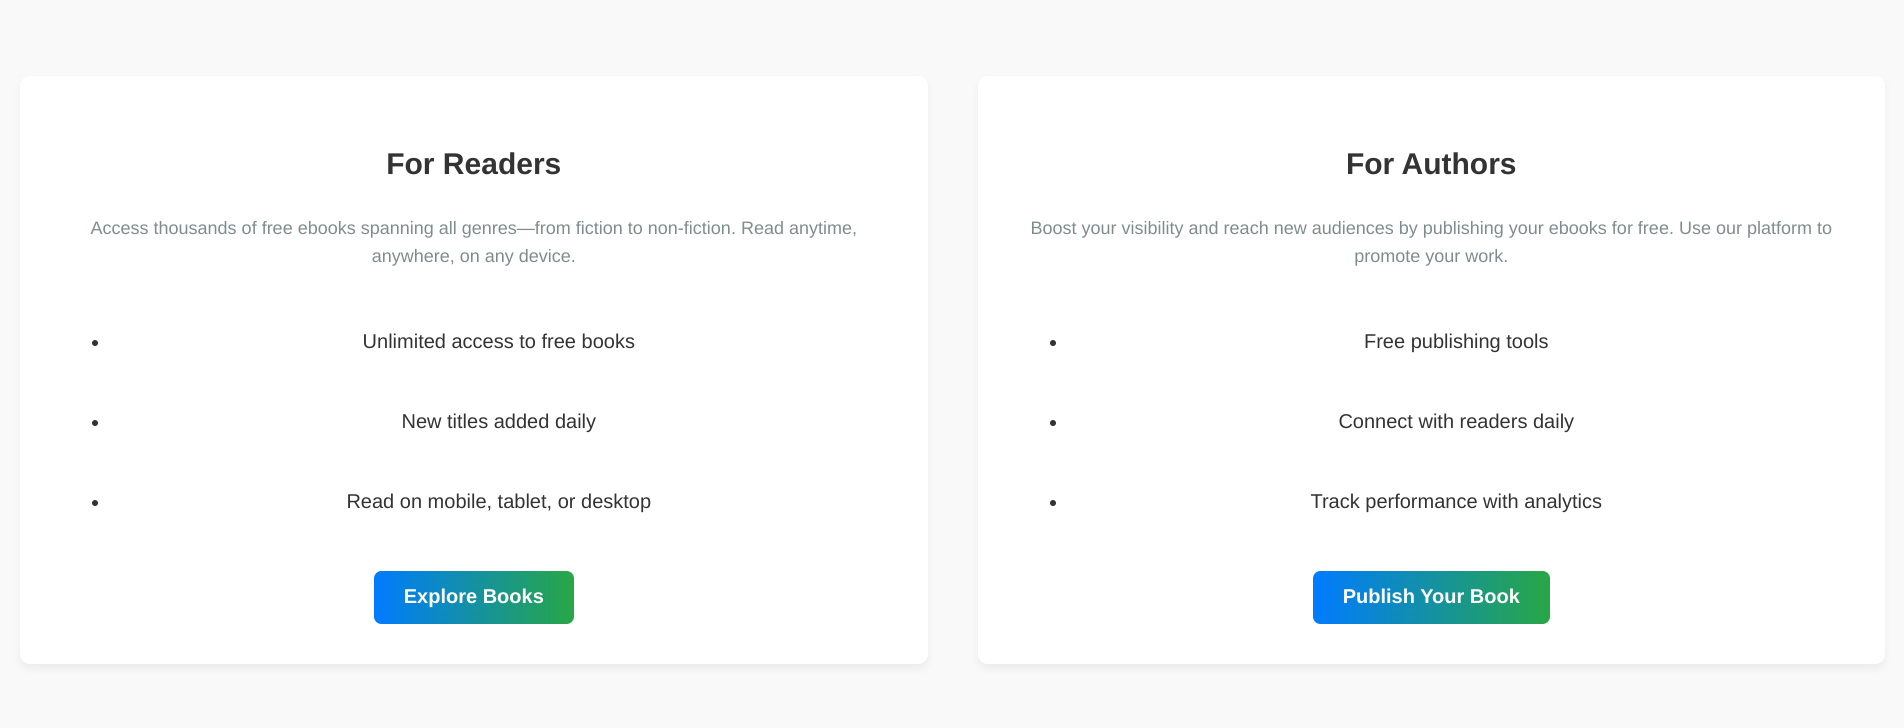 For Readers
Access thousands of free ebooks spanning all genres—from fiction to non-fiction. Read anytime,
anywhere, on any device.
• Unlimited access to free books
• New titles added daily
• Read on mobile, tablet, or desktop
Explore Books
For Authors
Boost your visibility and reach new audiences by publishing your ebooks for free. Use our platform to
promote your work.
• Free publishing tools
• Connect with readers daily
• Track performance with analytics
Publish Your Book